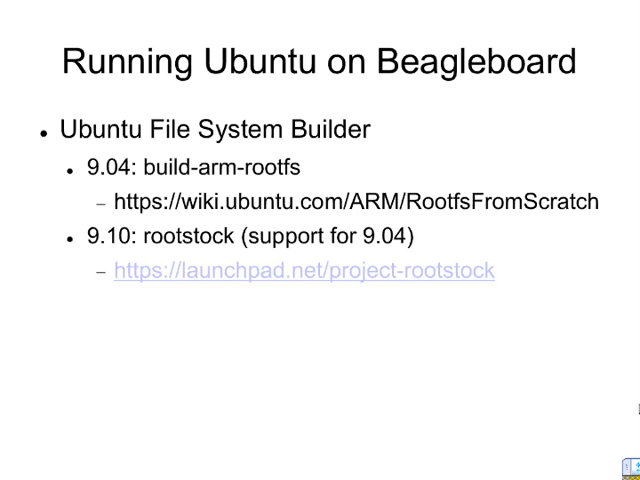 Running Ubuntu on Beagleboard
● Ubuntu File System Builder
● 9.04: build-arm-rootfs
– https://wiki.ubuntu.com/ARM/RootfsFromScratch
● 9.10: rootstock (support for 9.04)
– https://launchpad.net/project-rootstock